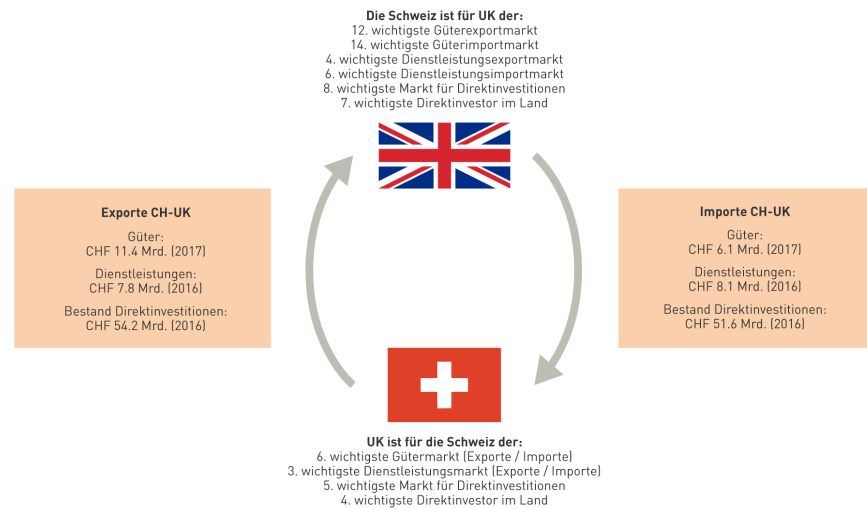 Die Schweiz ist für UK der:
12. wichtigste Güterexportmarkt
14. wichtigste Güterimportmarkt
4. wichtigste Dienstleistungsexportmarkt
6. wichtigste Dienstleistungsimportmarkt
8. wichtigste Markt für Direktinvestitionen
7. wichtigste Direktinvestor im Land
Exporte CH-UK
Güter:
CHF 11.4 Mrd. (2017)
Dienstleistungen:
CHF 7.8 Mrd. (2016)
Bestand Direktinvestitionen:
CHF 54.2 Mrd. (2016)
Importe CH-UK
Güter:
CHF 6.1 Mrd. (2017)
Dienstleistungen:
CHF 8.1 Mrd. (2016)
Bestand Direktinvestitionen:
CHF 51.6 Mrd. (2016)
UK ist für die Schweiz der:
6. wichtigste Gütermarkt (Exporte / Importe)
3. wichtigste Dienstleistungsmarkt (Exporte / Importe)
5. wichtigste Markt für Direktinvestitionen
4. wichtigste Direktinvestor im Land